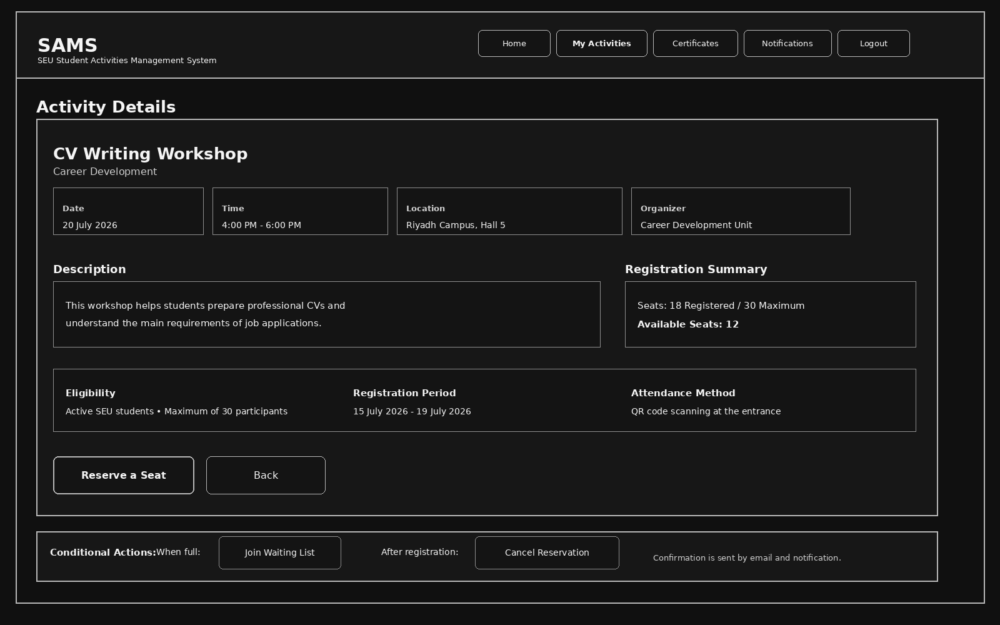 SAMS
SEU Student Activities Management System
Home
My Activities
Certificates
Notifications
Logout
Activity Details
CV Writing Workshop
Career Development
Date
20 July 2026
Time
4:00 PM - 6:00 PM
Location
Riyadh Campus, Hall 5
Organizer
Career Development Unit
Description
This workshop helps students prepare professional CVs and
understand the main requirements of job applications.
Registration Summary
Seats: 18 Registered / 30 Maximum
Available Seats: 12
Eligibility
Active SEU students • Maximum of 30 participants
Registration Period
15 July 2026 - 19 July 2026
Attendance Method
QR code scanning at the entrance
Reserve a Seat
Back
Conditional Actions:When full:
Join Waiting List
After registration:
Cancel Reservation
Confirmation is sent by email and notification.